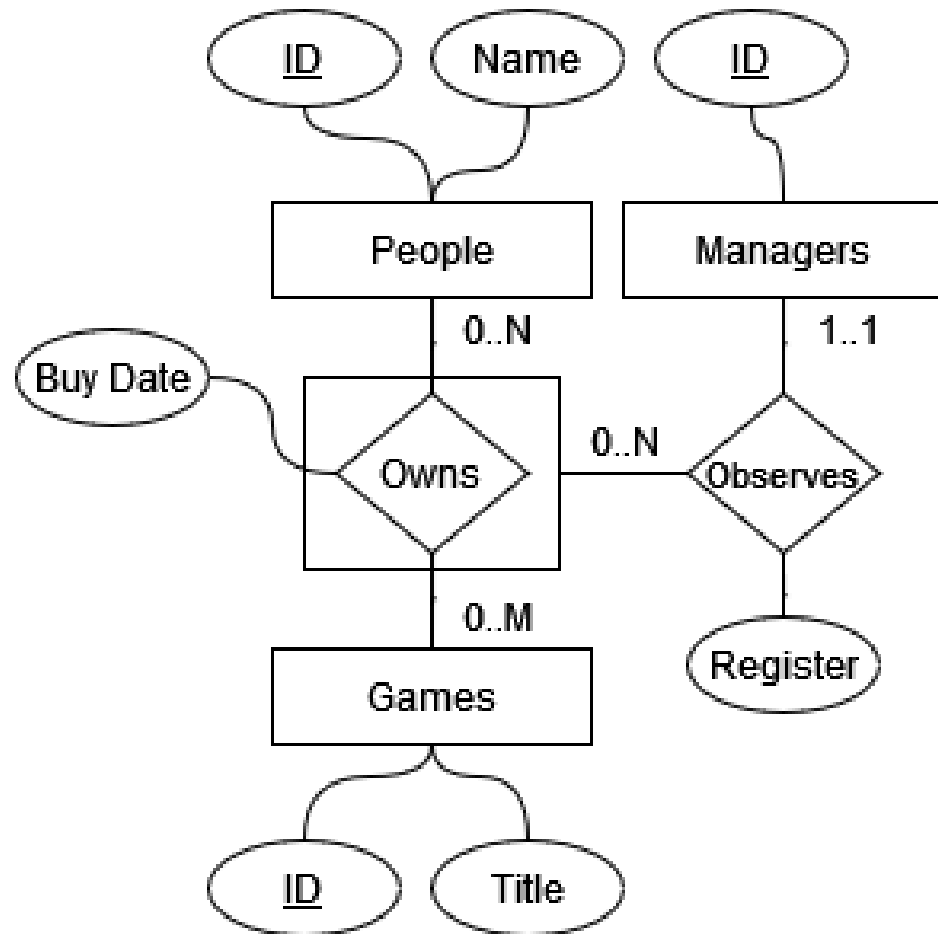 ID
Name
ID
People
Managers
0..N
1..1
Buy Date
Owns
0..N
Observes
0..M
Register
Games
ID
Title